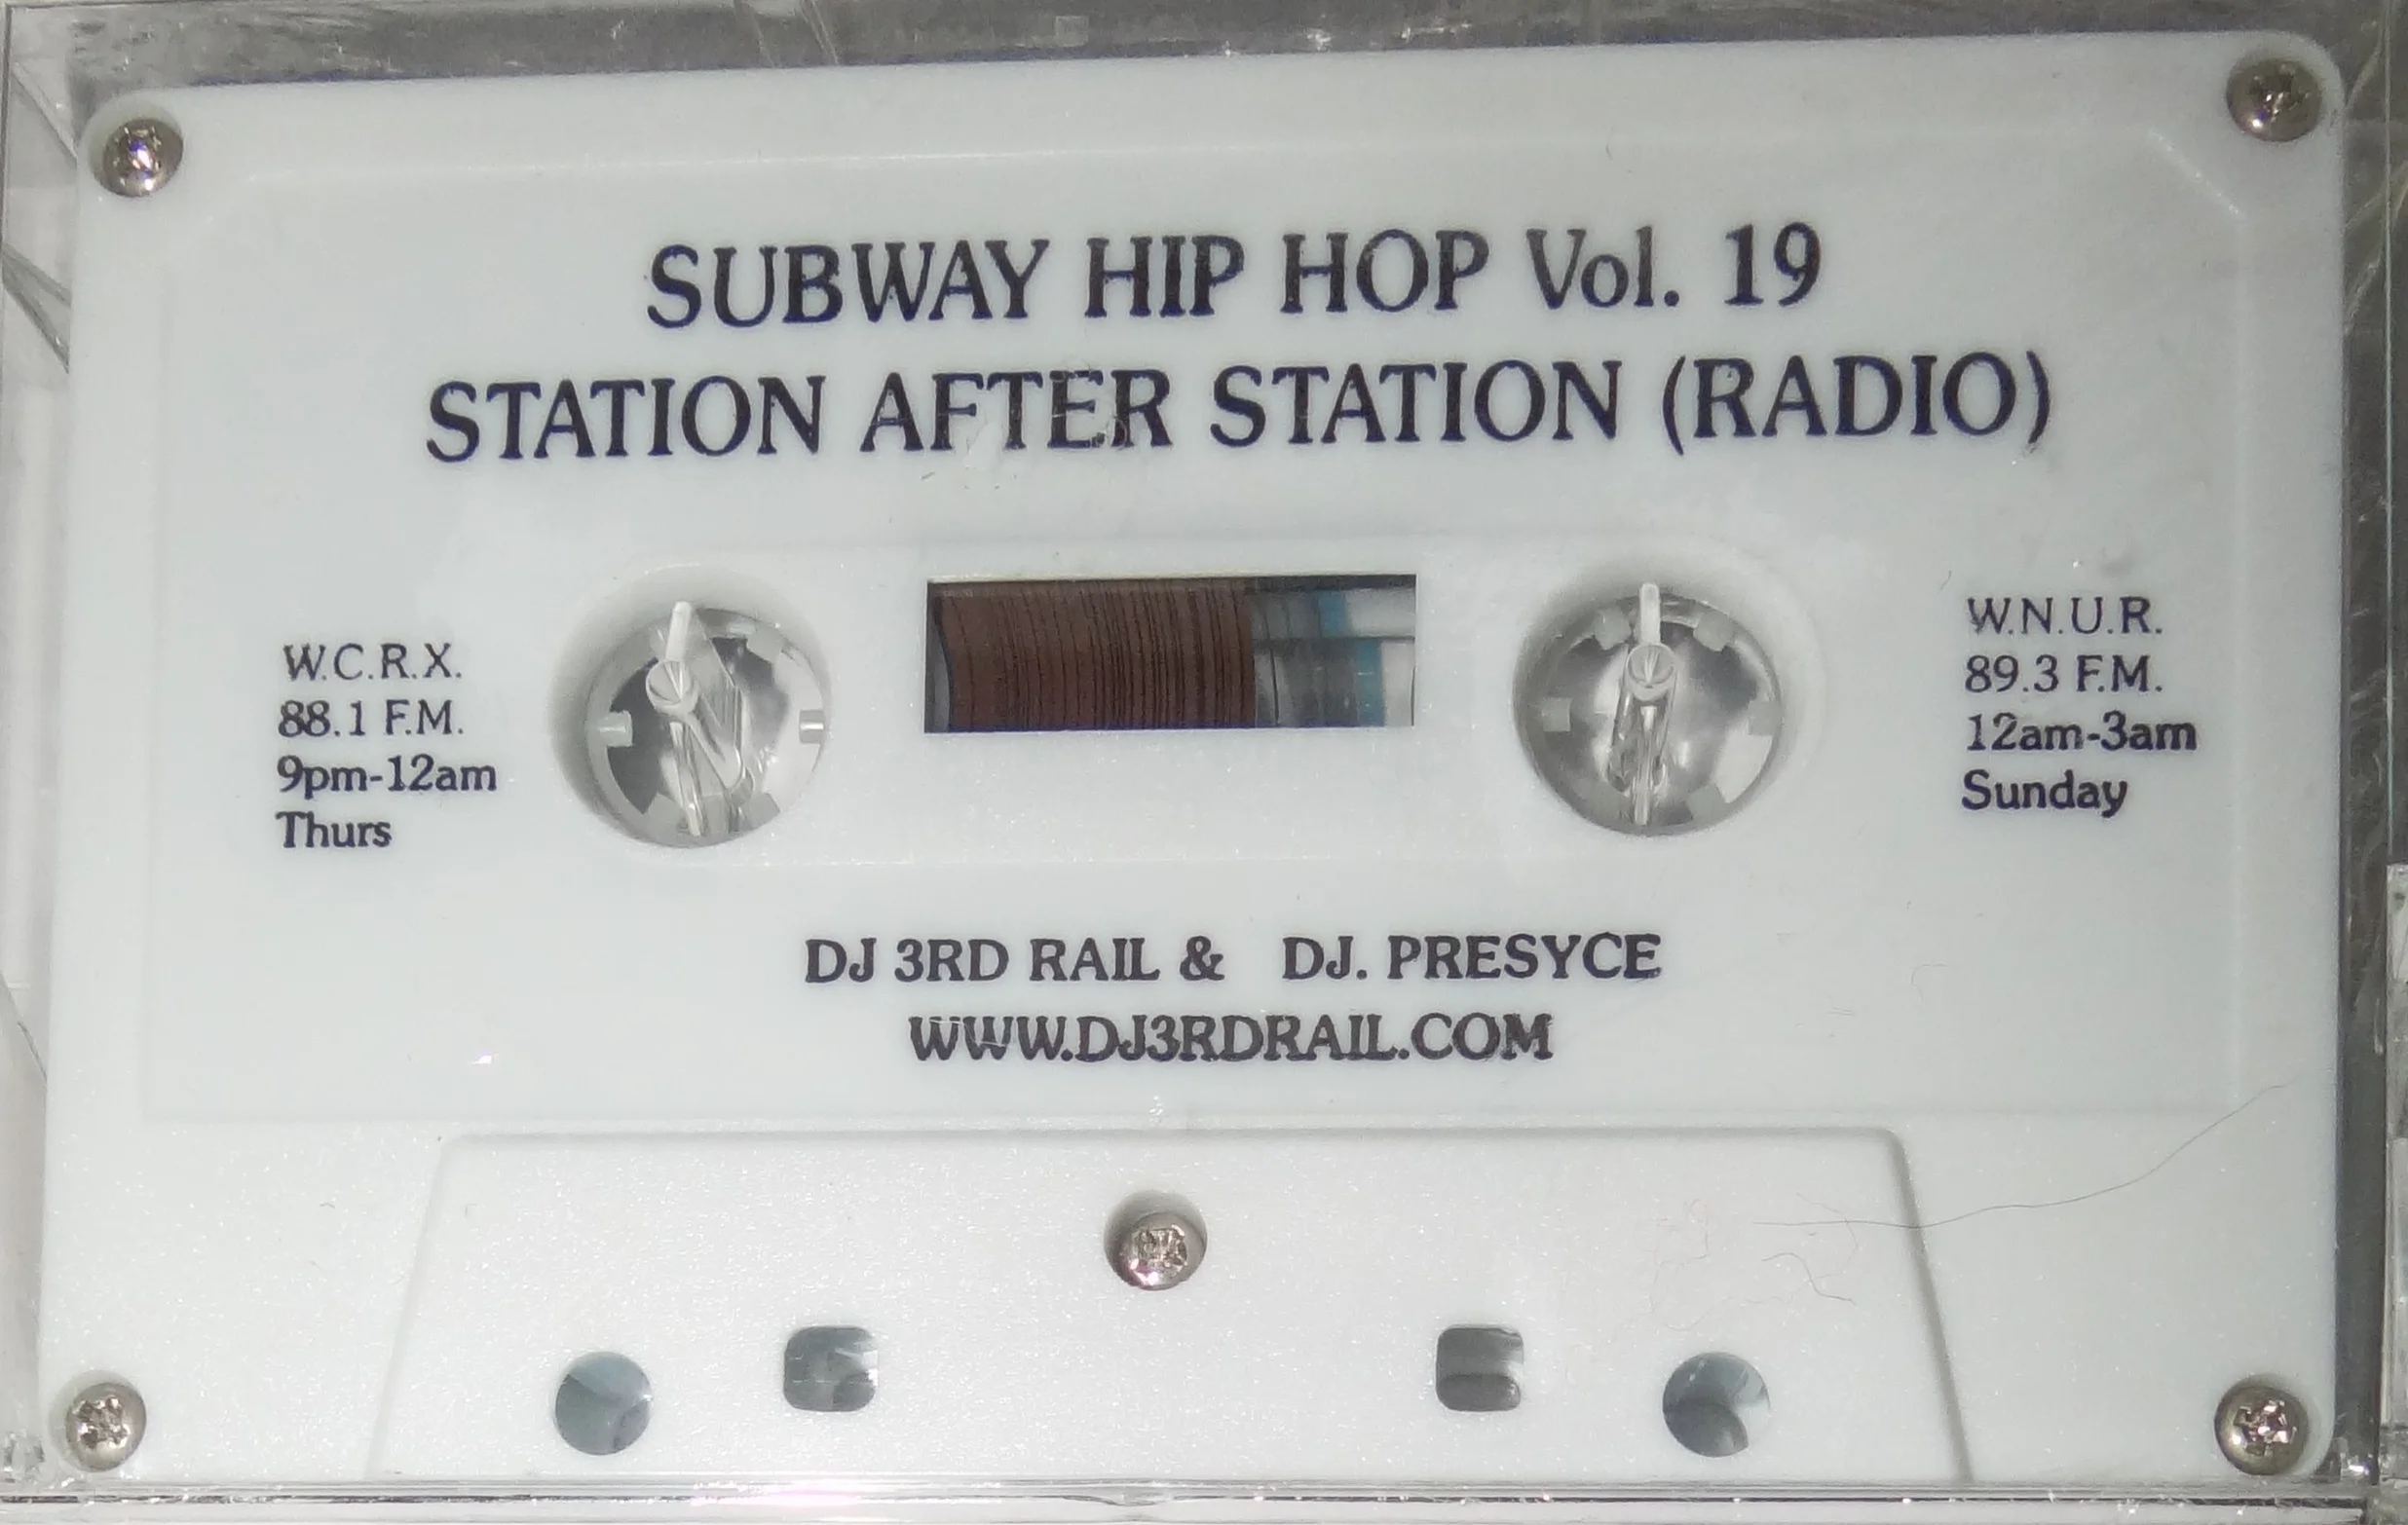 SUBWAY HIP HOP Vol. 19
STATION AFTER STATION (RADIO)
W.C.R.X.
88.1 F.M.
9pm-12am
Thurs
W.N.U.R.
89.3 F.M.
12am-3am
Sunday
DJ 3RD RAIL & DJ. PRESYCE
WWW.DJ3RDRAIL.COM